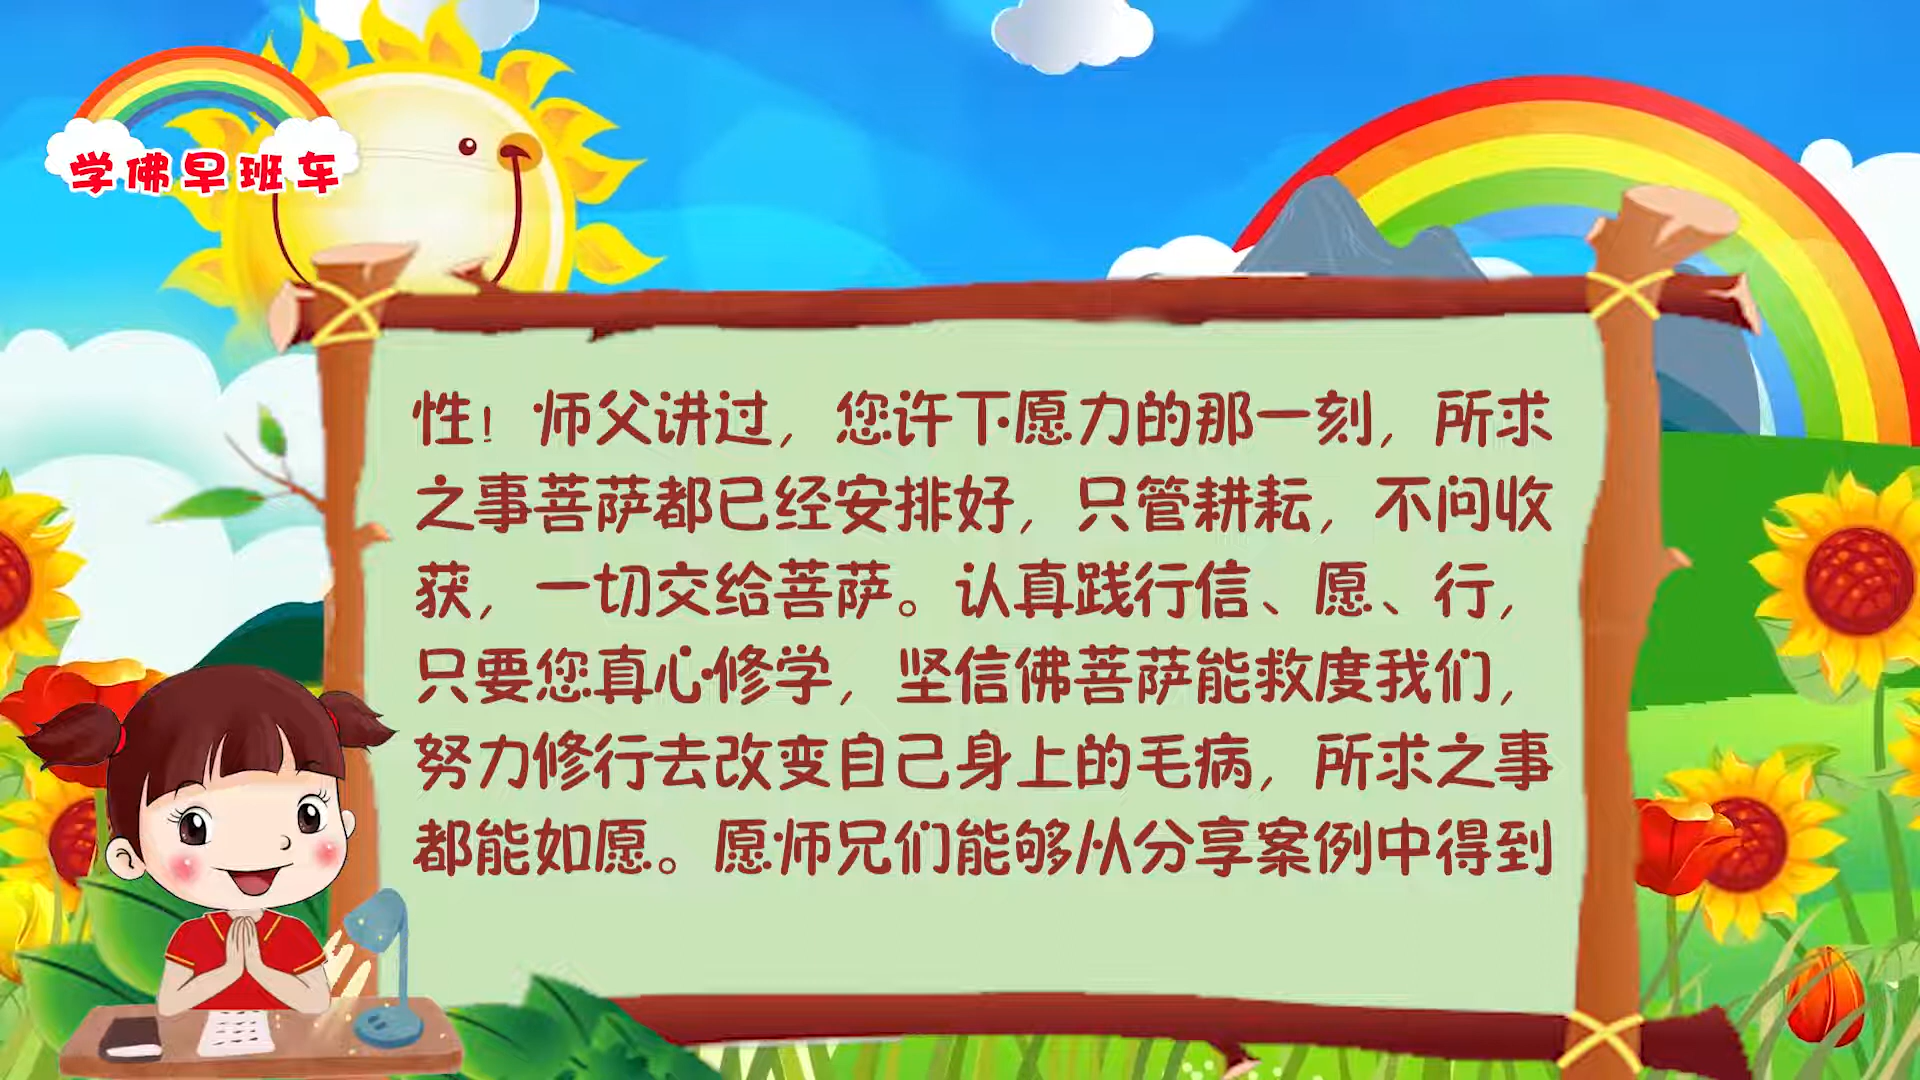 学佛早班车
性！师父讲过，您许下愿力的那一刻，所求
之事菩萨都已经安排好，只管耕耘，不问收
获，一切交给菩萨。认真践行信、愿、行，
只要您真心修学，坚信佛菩萨能救度我们，
努力修行去改变自己身上的毛病，所求之事
都能如愿。愿师兄们能够从分享案例中得到